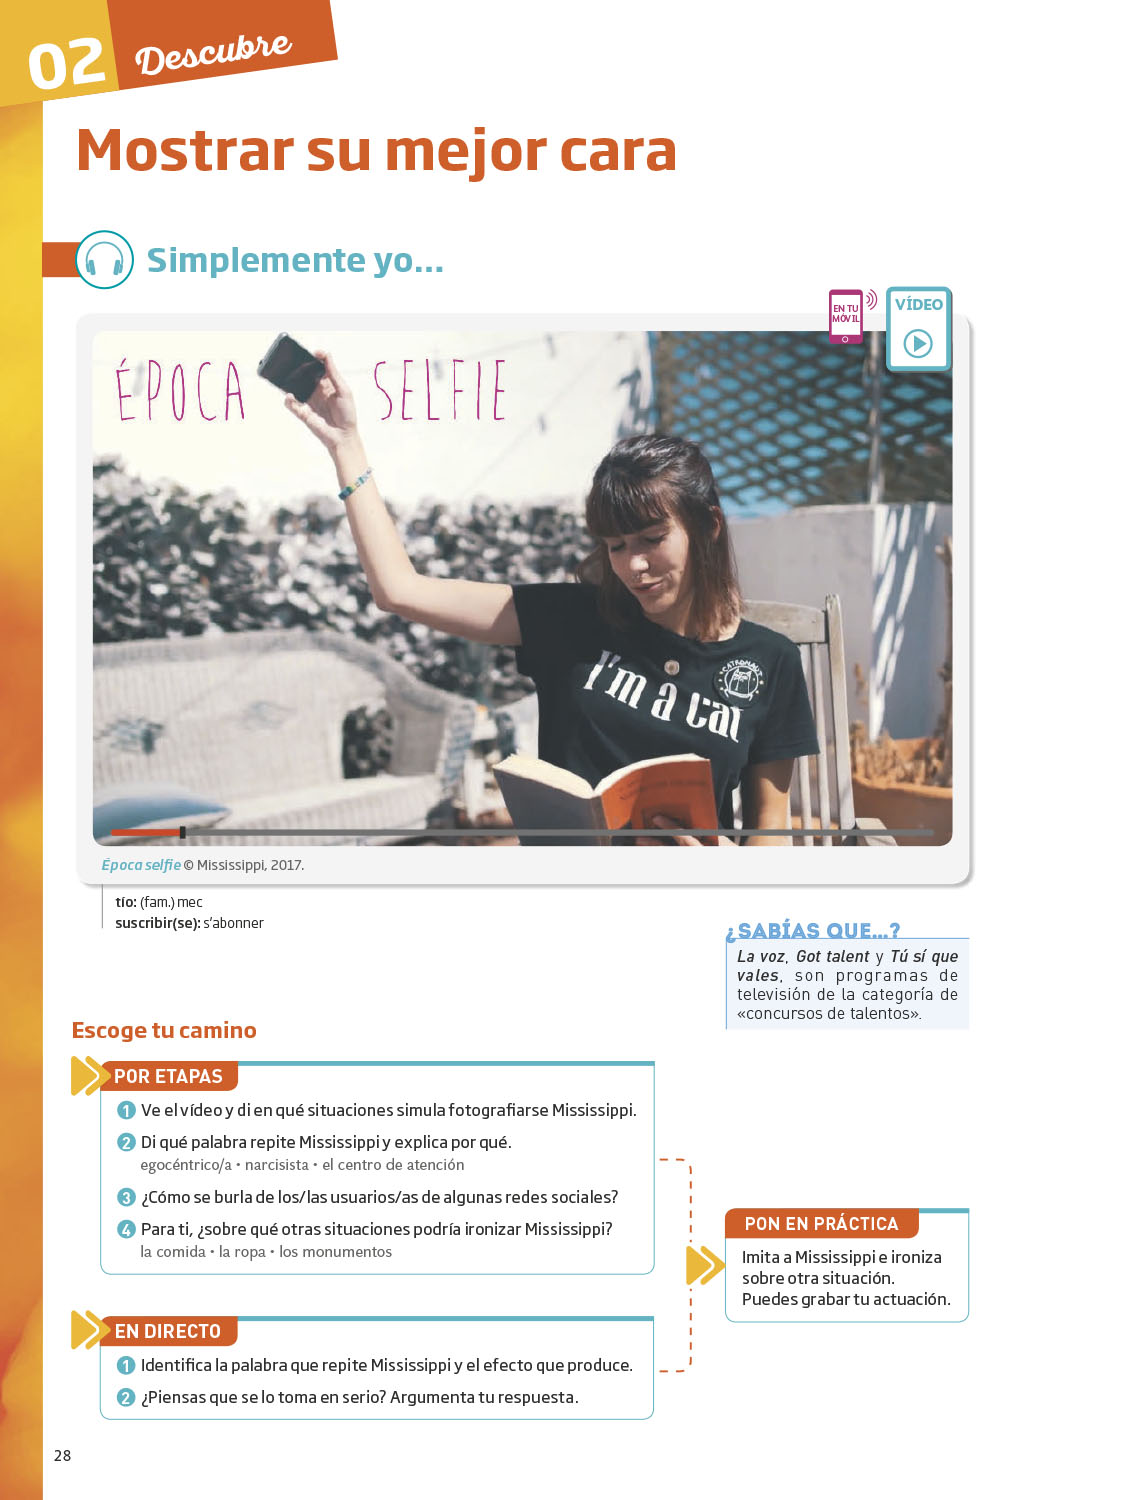 02
Descubre
Mostrar su mejor cara
Simplemente yo...
EN TU
MÓVIL
VÍDEO
ÉPOCA SELFIE
CATRONAUT
I'm a cat
Época selfie © Mississippi, 2017.
tío: (fam.) mec
suscribir(se): s'abonner
¿SABÍAS QUE...?
La voz, Got talent y Tú sí que
vales, son programas de
televisión de la categoría de
«concursos de talentos».
Escoge tu camino
POR ETAPAS
1 Ve el vídeo y di en qué situaciones simula fotografiarse Mississippi.
2 Di qué palabra repite Mississippi y explica por qué.
egocéntrico/a • narcisista • el centro de atención
3 ¿Cómo se burla de los/las usuarios/as de algunas redes sociales?
4 Para ti, ¿sobre qué otras situaciones podría ironizar Mississippi?
la comida • la ropa • los monumentos
EN DIRECTO
1 Identifica la palabra que repite Mississippi y el efecto que produce.
2 ¿Piensas que se lo toma en serio? Argumenta tu respuesta.
PON EN PRÁCTICA
Imita a Mississippi e ironiza
sobre otra situación.
Puedes grabar tu actuación.
28